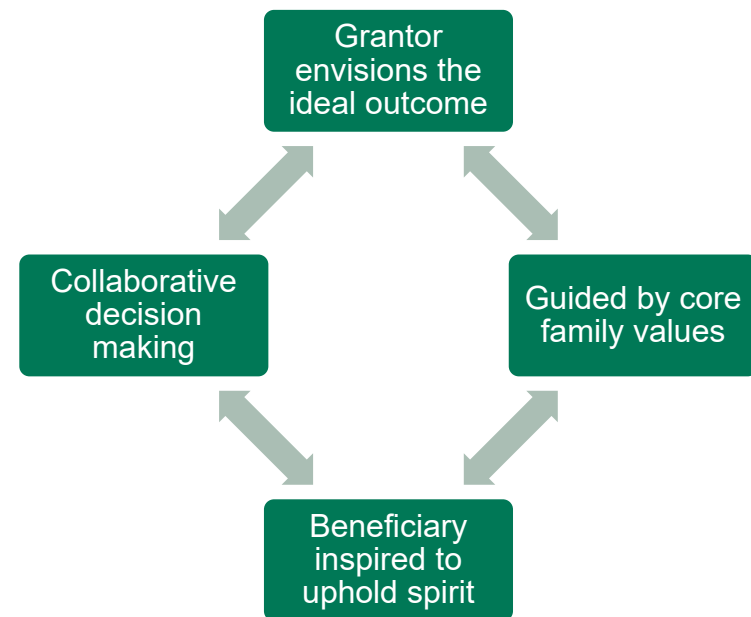 Grantor
envisions the
ideal outcome
Collaborative
decision
making
Guided by core
family values
Beneficiary
inspired to
uphold spirit